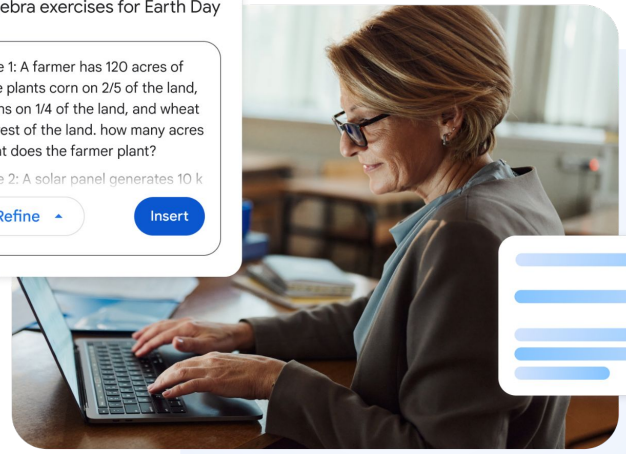 ebra exercises for Earth Day
e 1: A farmer has 120 acres of
e plants corn on 2/5 of the land,
ns on 1/4 of the land, and wheat
est of the land. how many acres
at does the farmer plant?
e 2: A solar panel generates 10 k
Refine
Insert